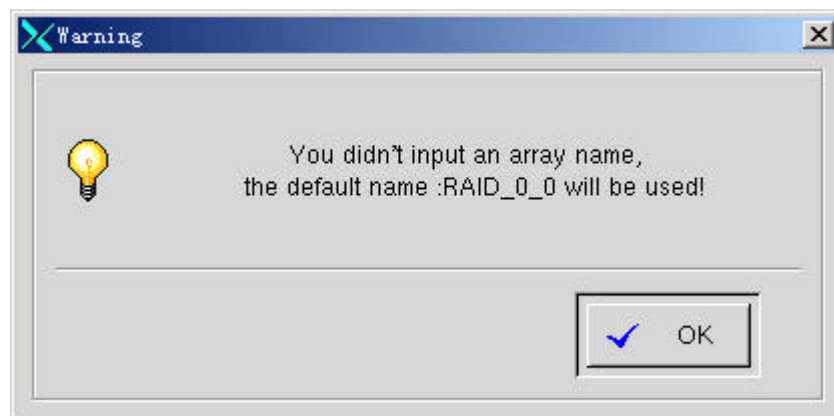 Warning
You didn't input an array name,
the default name :RAID_0_0 will be used!
OK